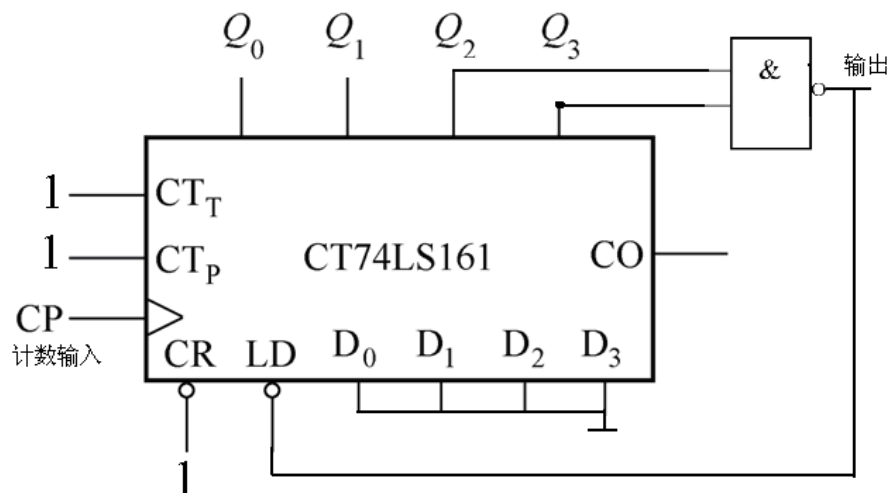 Q0 Q1 Q2 Q3
& 输出
1 CTT
1 CTP
CT74LS161 CO
CP
计数输入
CR LD D0 D1 D2 D3
1